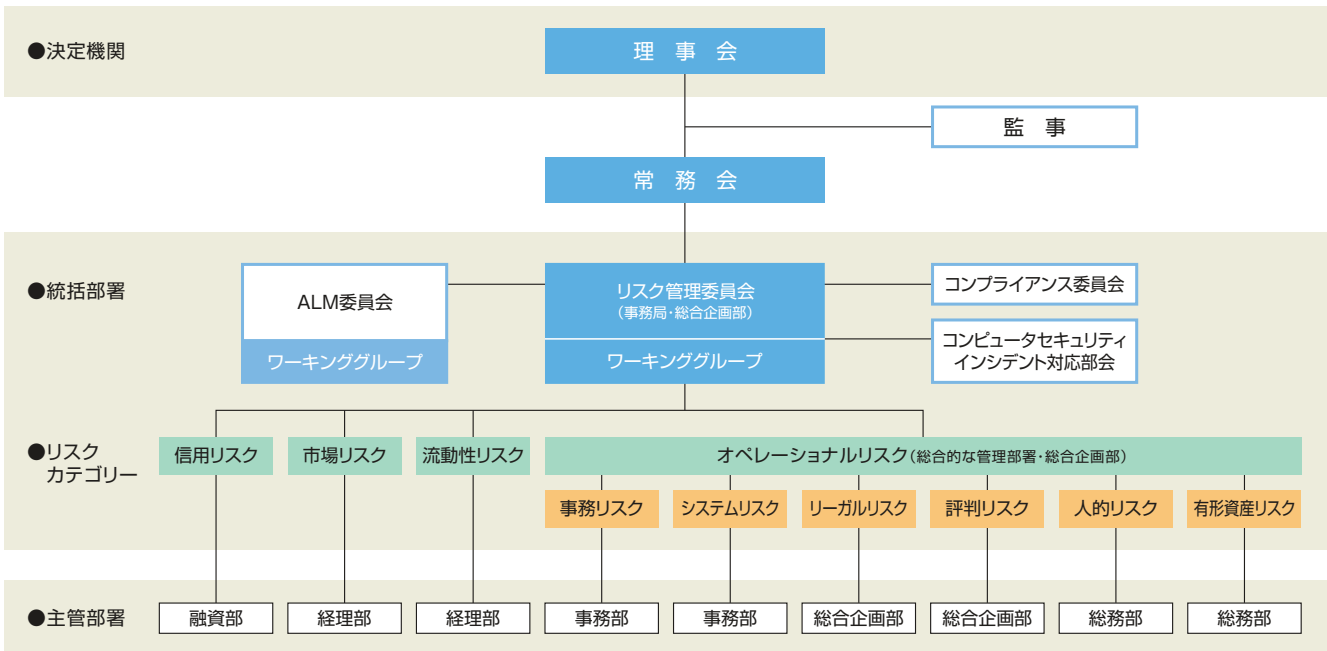 ●決定機関
理　事　会
監　事
常　務　会
●統括部署
ALM委員会
ワーキンググループ
リスク管理委員会
(事務局・総合企画部)
ワーキンググループ
コンプライアンス委員会
コンピュータセキュリティ
インシデント対応部会
●リスク
カテゴリー
信用リスク
市場リスク
流動性リスク
オペレーショナルリスク(総合的な管理部署・総合企画部)
事務リスク
システムリスク
リーガルリスク
評判リスク
人的リスク
有形資産リスク
●主管部署
融資部
経理部
経理部
事務部
事務部
総合企画部
総合企画部
総務部
総務部